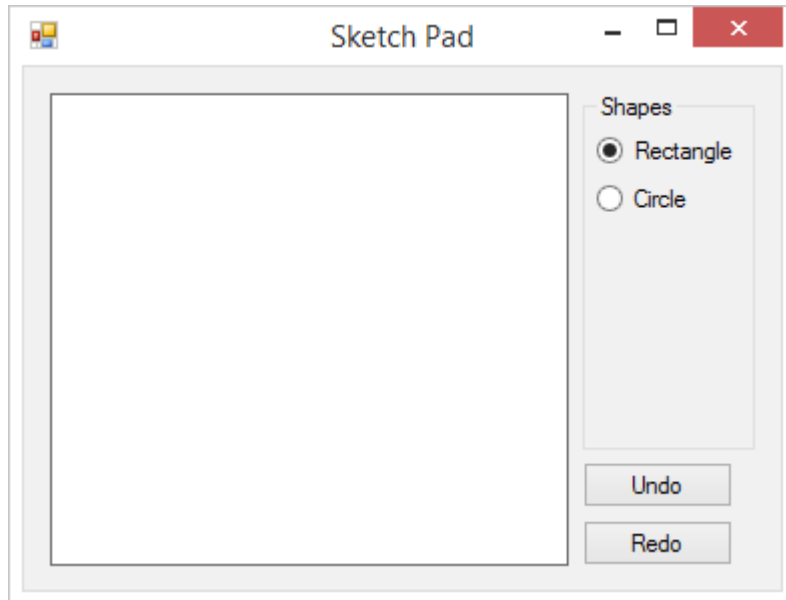 Sketch Pad
Shapes
Rectangle
Circle
Undo
Redo